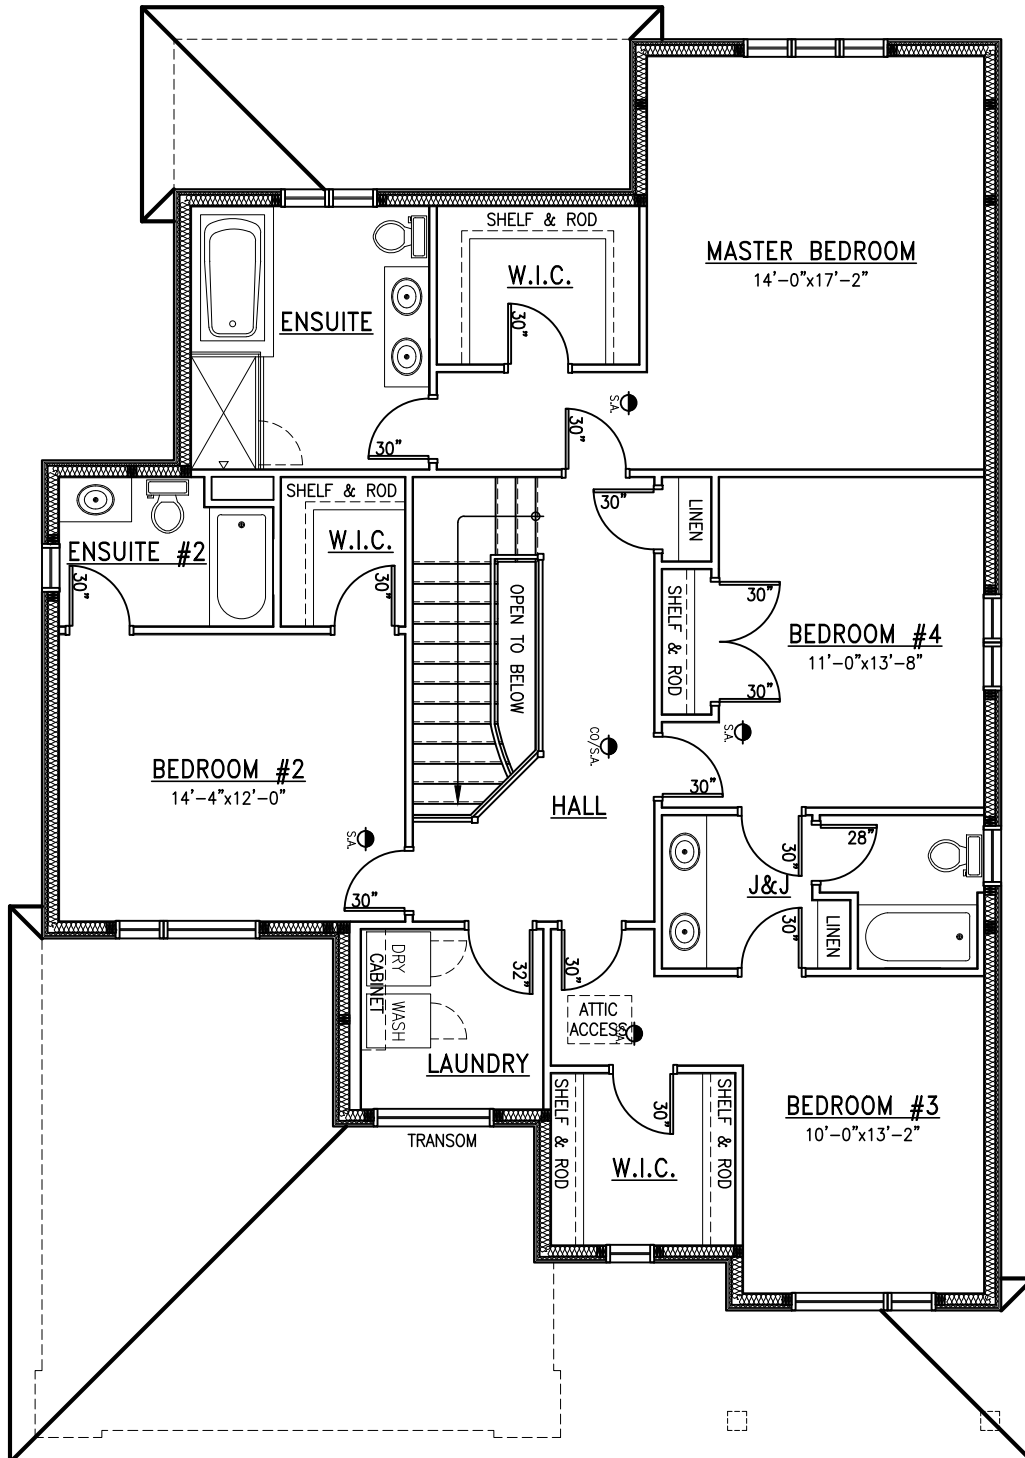 SHELF & ROD
W.I.C.
30"
MASTER BEDROOM
14'-0"x17'-2"
ENSUITE
30"
S.A.
30"
SHELF & ROD
W.I.C.
30"
ENSUITE #2
30"
30"
LINEN
OPEN TO BELOW
SHELF & ROD
30"
30"
BEDROOM #4
11'-0"x13'-8"
S.A.
CO/S.A.
30"
BEDROOM #2
14'-4"x12'-0"
S.A.
30"
HALL
30"
28"
J&J
30"
LINEN
DRY
CABINET
WASH
32"
30"
LAUNDRY
ATTIC
ACCESS
S.A.
TRANSOM
SHELF & ROD
30"
SHELF & ROD
W.I.C.
BEDROOM #3
10'-0"x13'-2"